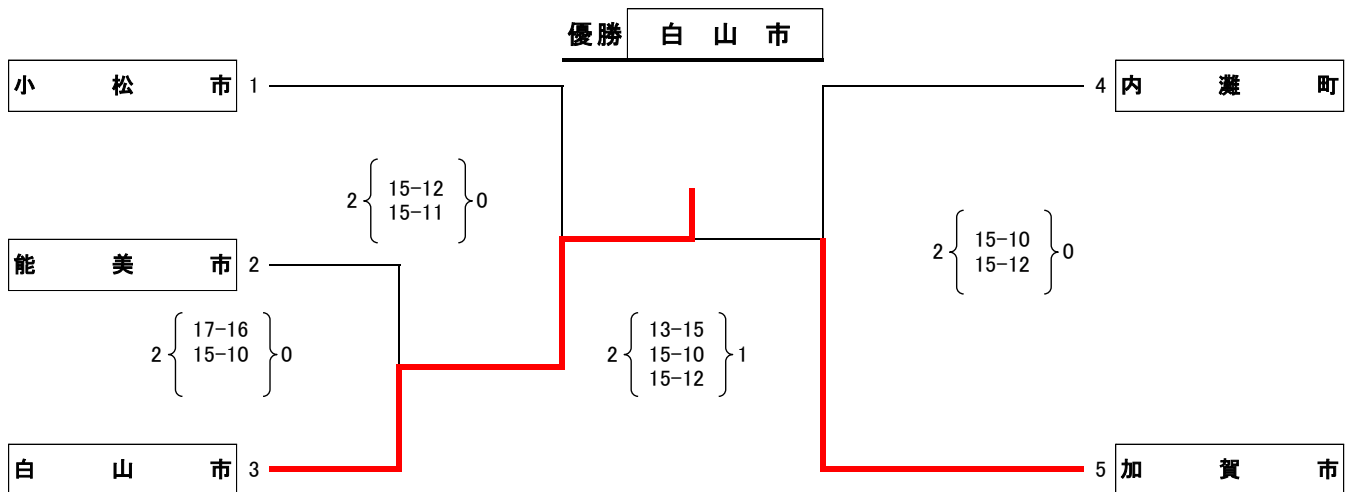 優勝 白山市
小松市 1
4 内灘町
2 { 15-12 15-11 } 0
2 { 15-10 15-12 } 0
能美市 2
2 { 17-16 15-10 } 0
2 { 13-15 15-10 15-12 } 1
白山市 3
5 加賀市